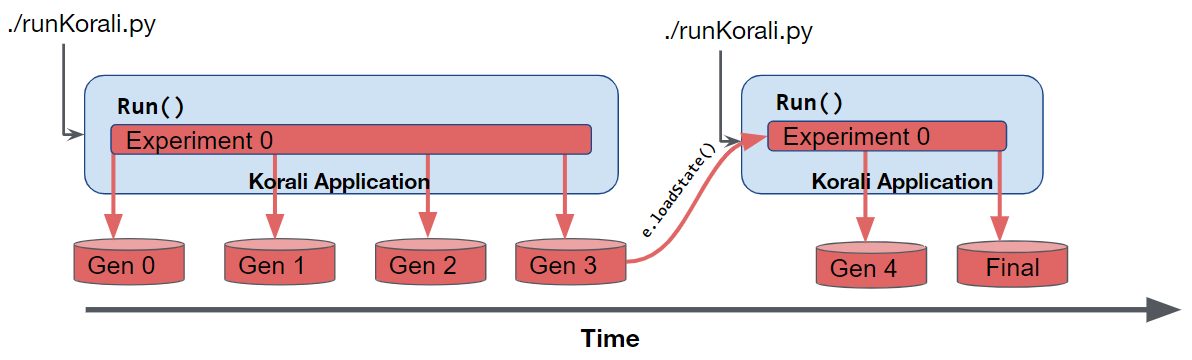 ./runKorali.py
./runKorali.py
Run()
Experiment 0
Korali Application
Run()
Experiment 0
Korali Application
e.loadState()
Gen 0
Gen 1
Gen 2
Gen 3
Gen 4
Final
Time